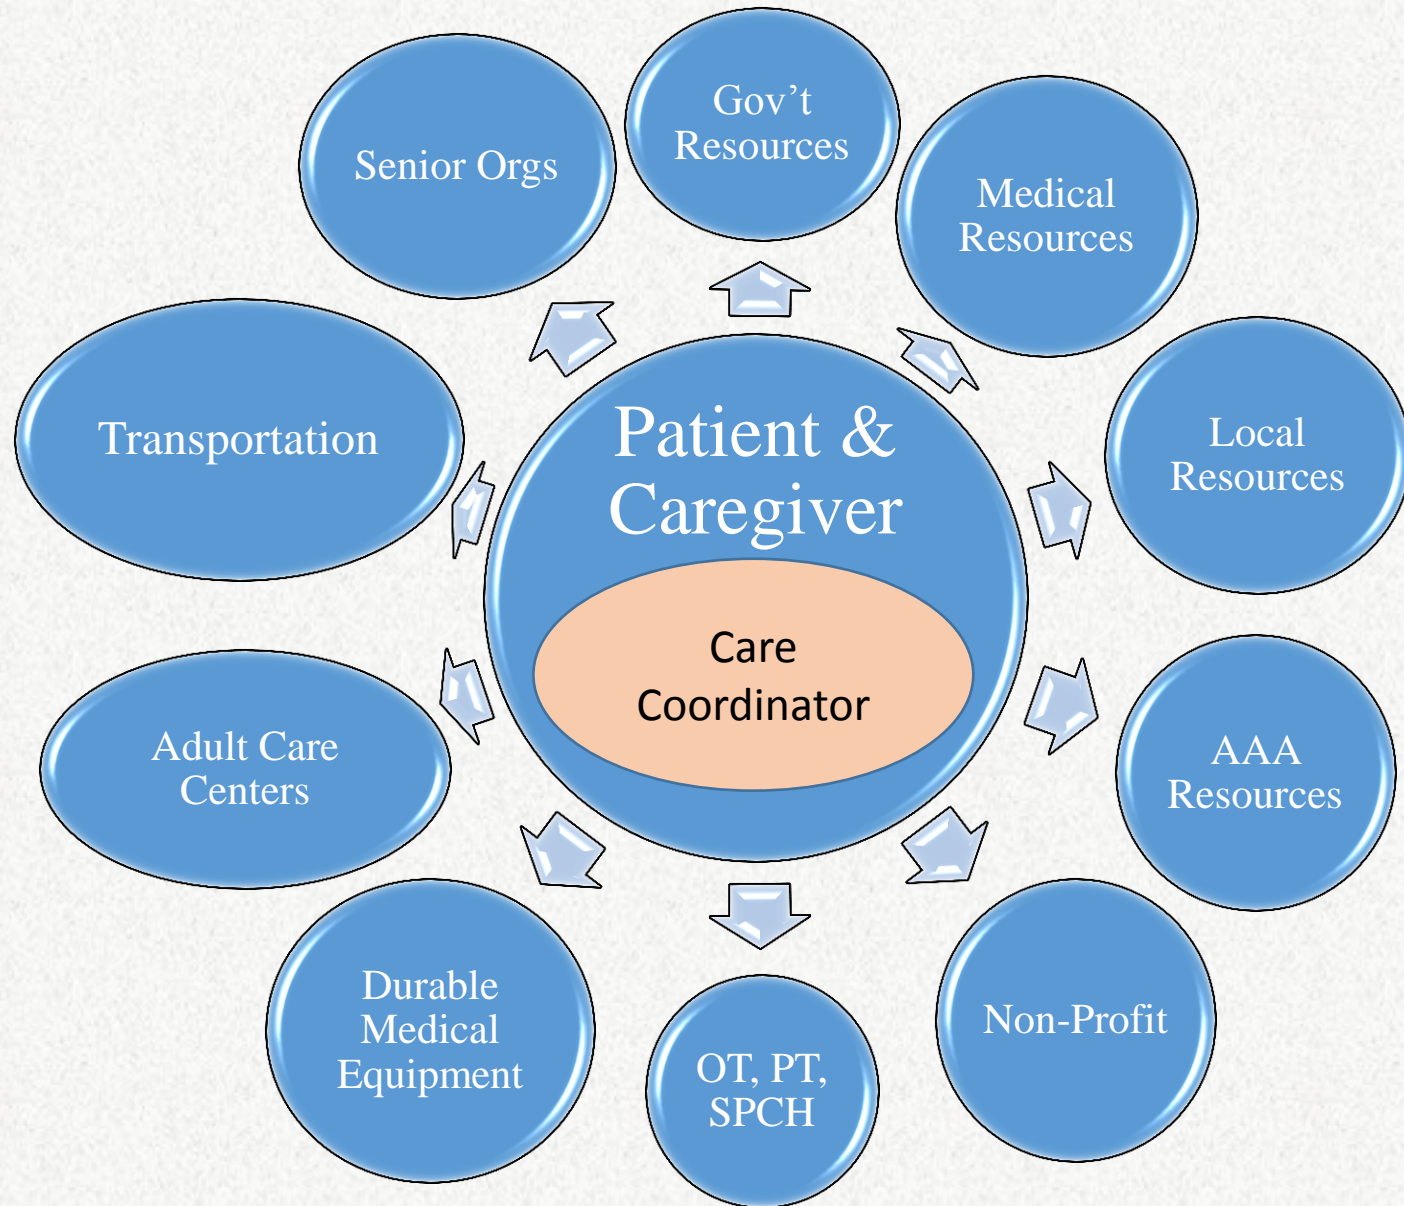 Gov’t
Resources
Senior Orgs
Medical
Resources
Transportation
Patient &
Caregiver
Local
Resources
Care
Coordinator
Adult Care
Centers
AAA
Resources
Durable
Medical
Equipment
Non-Profit
OT, PT,
SPCH